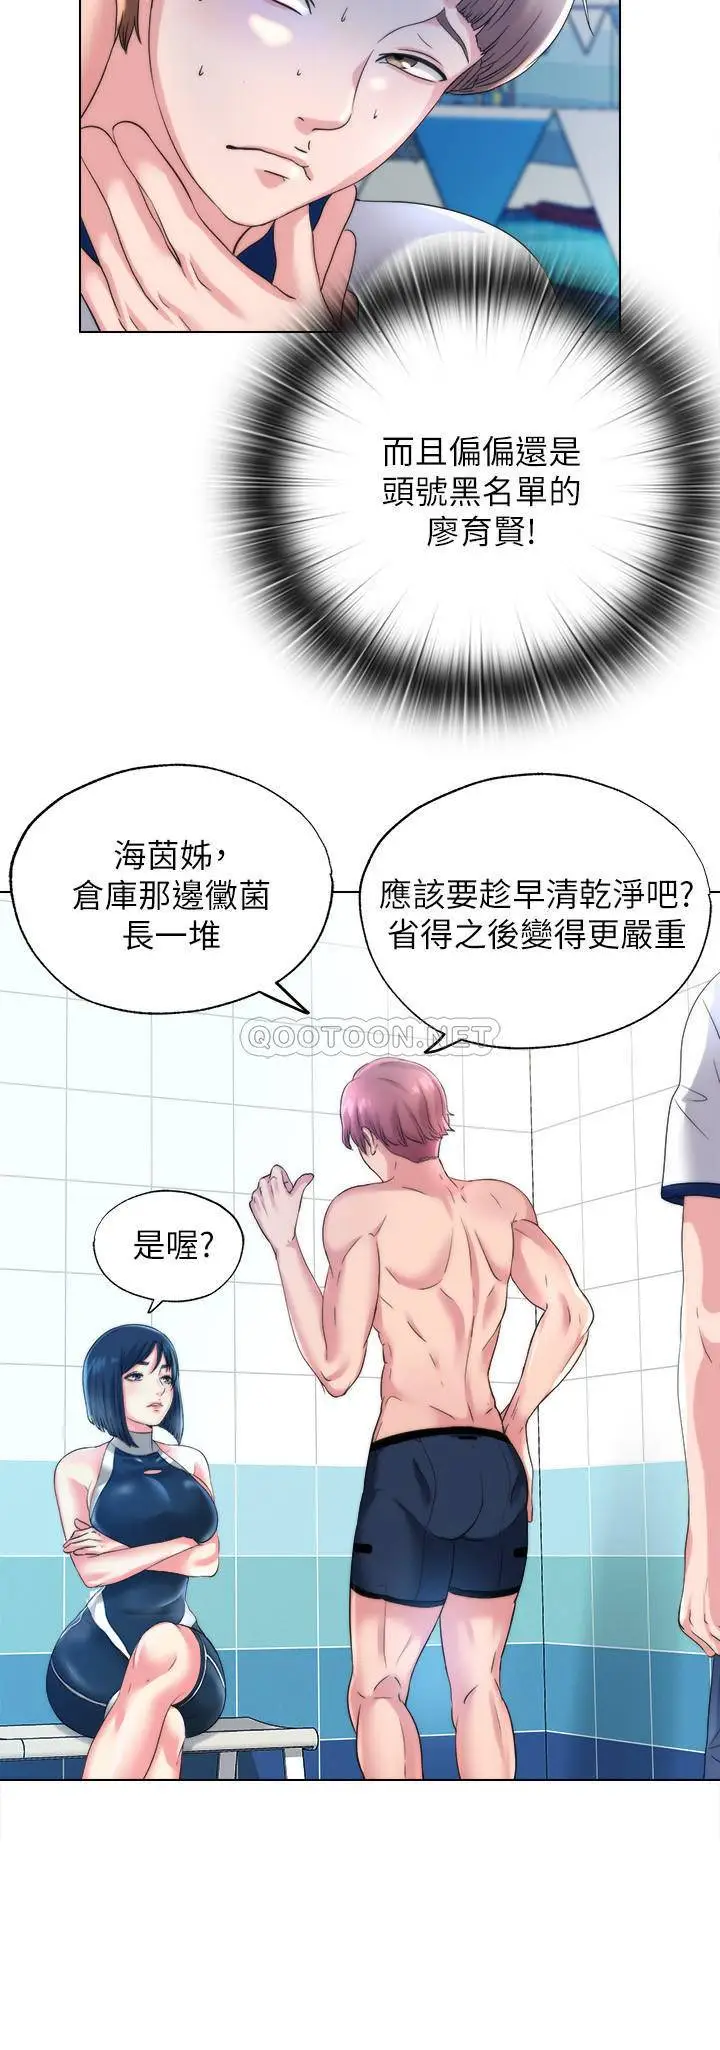 而且偏偏還是
頭號黑名單的
廖育賢!
海茵姊,
倉庫那邊黴菌
長一堆
應該要趁早清乾淨吧?
省得之後變得更嚴重
QOOTOON.NET
是喔?